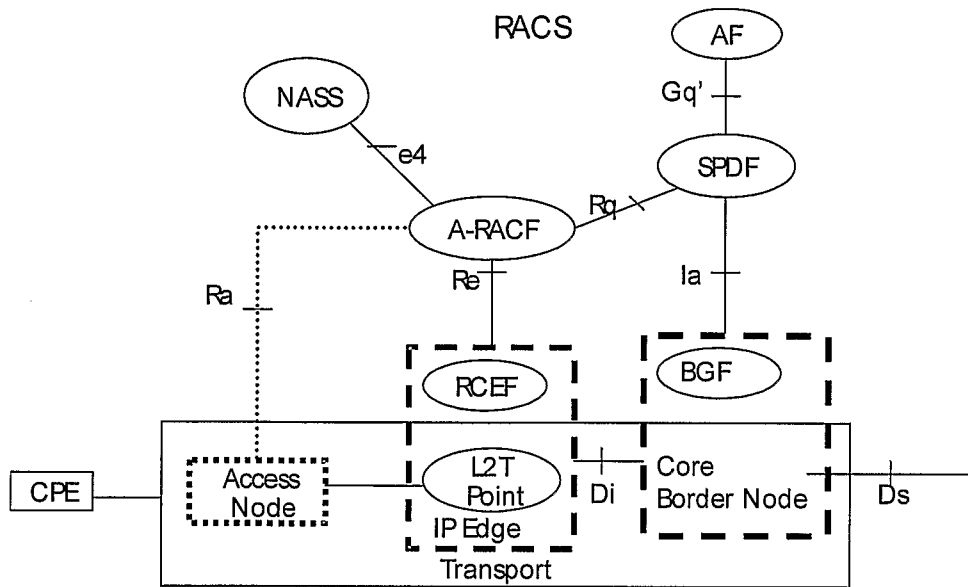 RACS
AF
NASS
Gq'
e4
SPDF
Rq
A-RACF
Re
Ia
Ra
RCEF
BGF
CPE
Access
Node
L2T
Point
IP Edge
Di
Core
Border Node
Ds
Transport